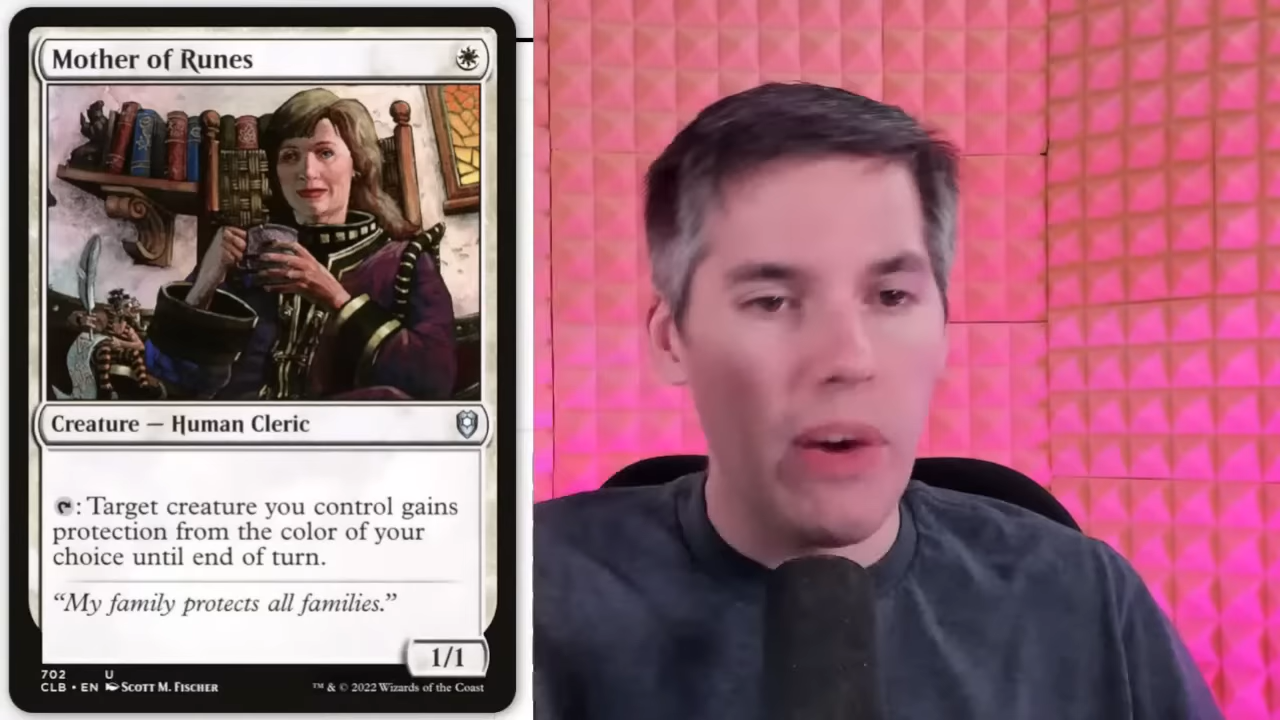 Mother of Runes
Creature — Human Cleric
: Target creature you control gains
protection from the color of your
choice until end of turn.
“My family protects all families.”
1/1
702 U
CLB • EN Scott M. Fischer ™ & © 2022 Wizards of the Coast